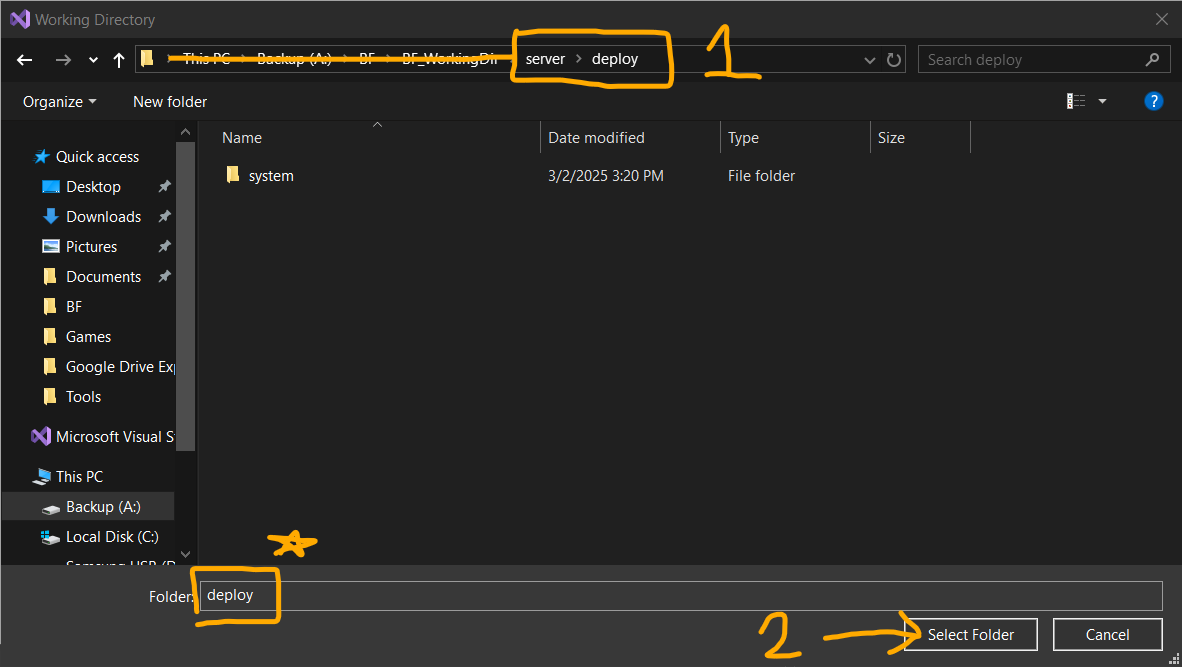 Working Directory
This PC > Backup (A:) > BF > BF_WorkingDir server > deploy 1
Search deploy
Organize New folder ?
Name Date modified Type Size
Quick access
system 3/2/2025 3:20 PM File folder
Desktop
Downloads
Pictures
Documents
BF
Games
Google Drive Exp
Tools
Microsoft Visual S
This PC
Backup (A:)
Local Disk (C:)
Samsung USB (D
Folder: deploy
2 Select Folder Cancel